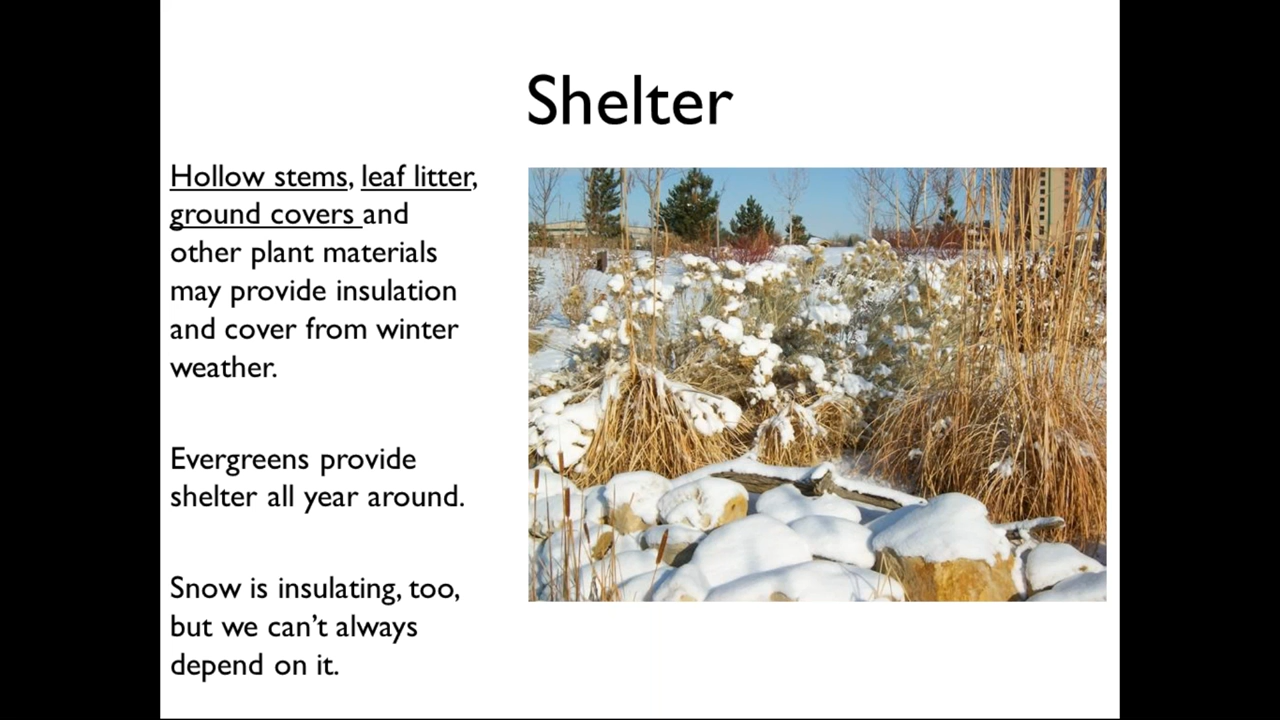 Shelter
Hollow stems, leaf litter,
ground covers and
other plant materials
may provide insulation
and cover from winter
weather.
Evergreens provide
shelter all year around.
Snow is insulating, too,
but we can’t always
depend on it.